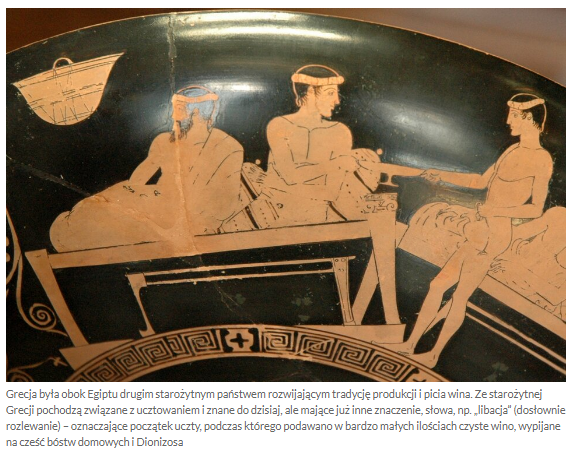 Grecja była obok Egiptu drugim starożytnym państwem rozwijającym tradycję produkcji i picia wina. Ze starożytnej
Grecji pochodzą związane z ucztowaniem i znane do dzisiaj, ale mające już inne znaczenie, słowa, np. „libacja” (dosłownie
rozlewanie) – oznaczające początek uczty, podczas którego podawano w bardzo małych ilościach czyste wino, wypijane
na cześć bóstw domowych i Dionizosa